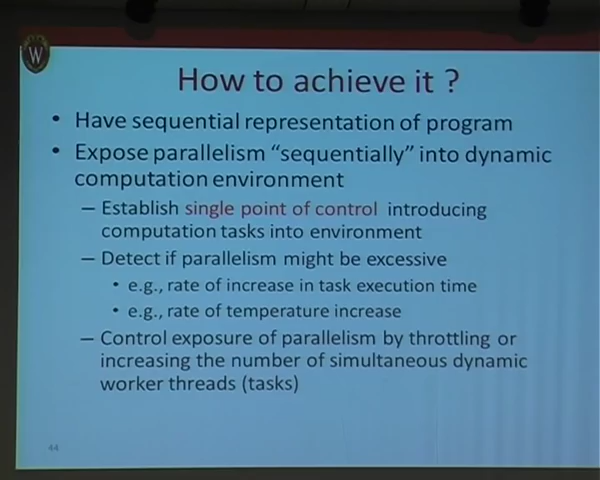 W
How to achieve it ?
• Have sequential representation of program
• Expose parallelism “sequentially” into dynamic
computation environment
– Establish single point of control introducing
computation tasks into environment
– Detect if parallelism might be excessive
• e.g., rate of increase in task execution time
• e.g., rate of temperature increase
– Control exposure of parallelism by throttling or
increasing the number of simultaneous dynamic
worker threads (tasks)
44